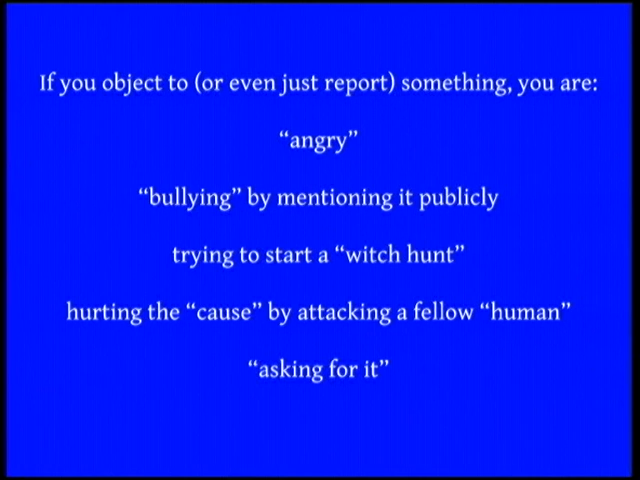 If you object to (or even just report) something, you are:
“angry”
“bullying” by mentioning it publicly
trying to start a “witch hunt”
hurting the “cause” by attacking a fellow “human”
“asking for it”